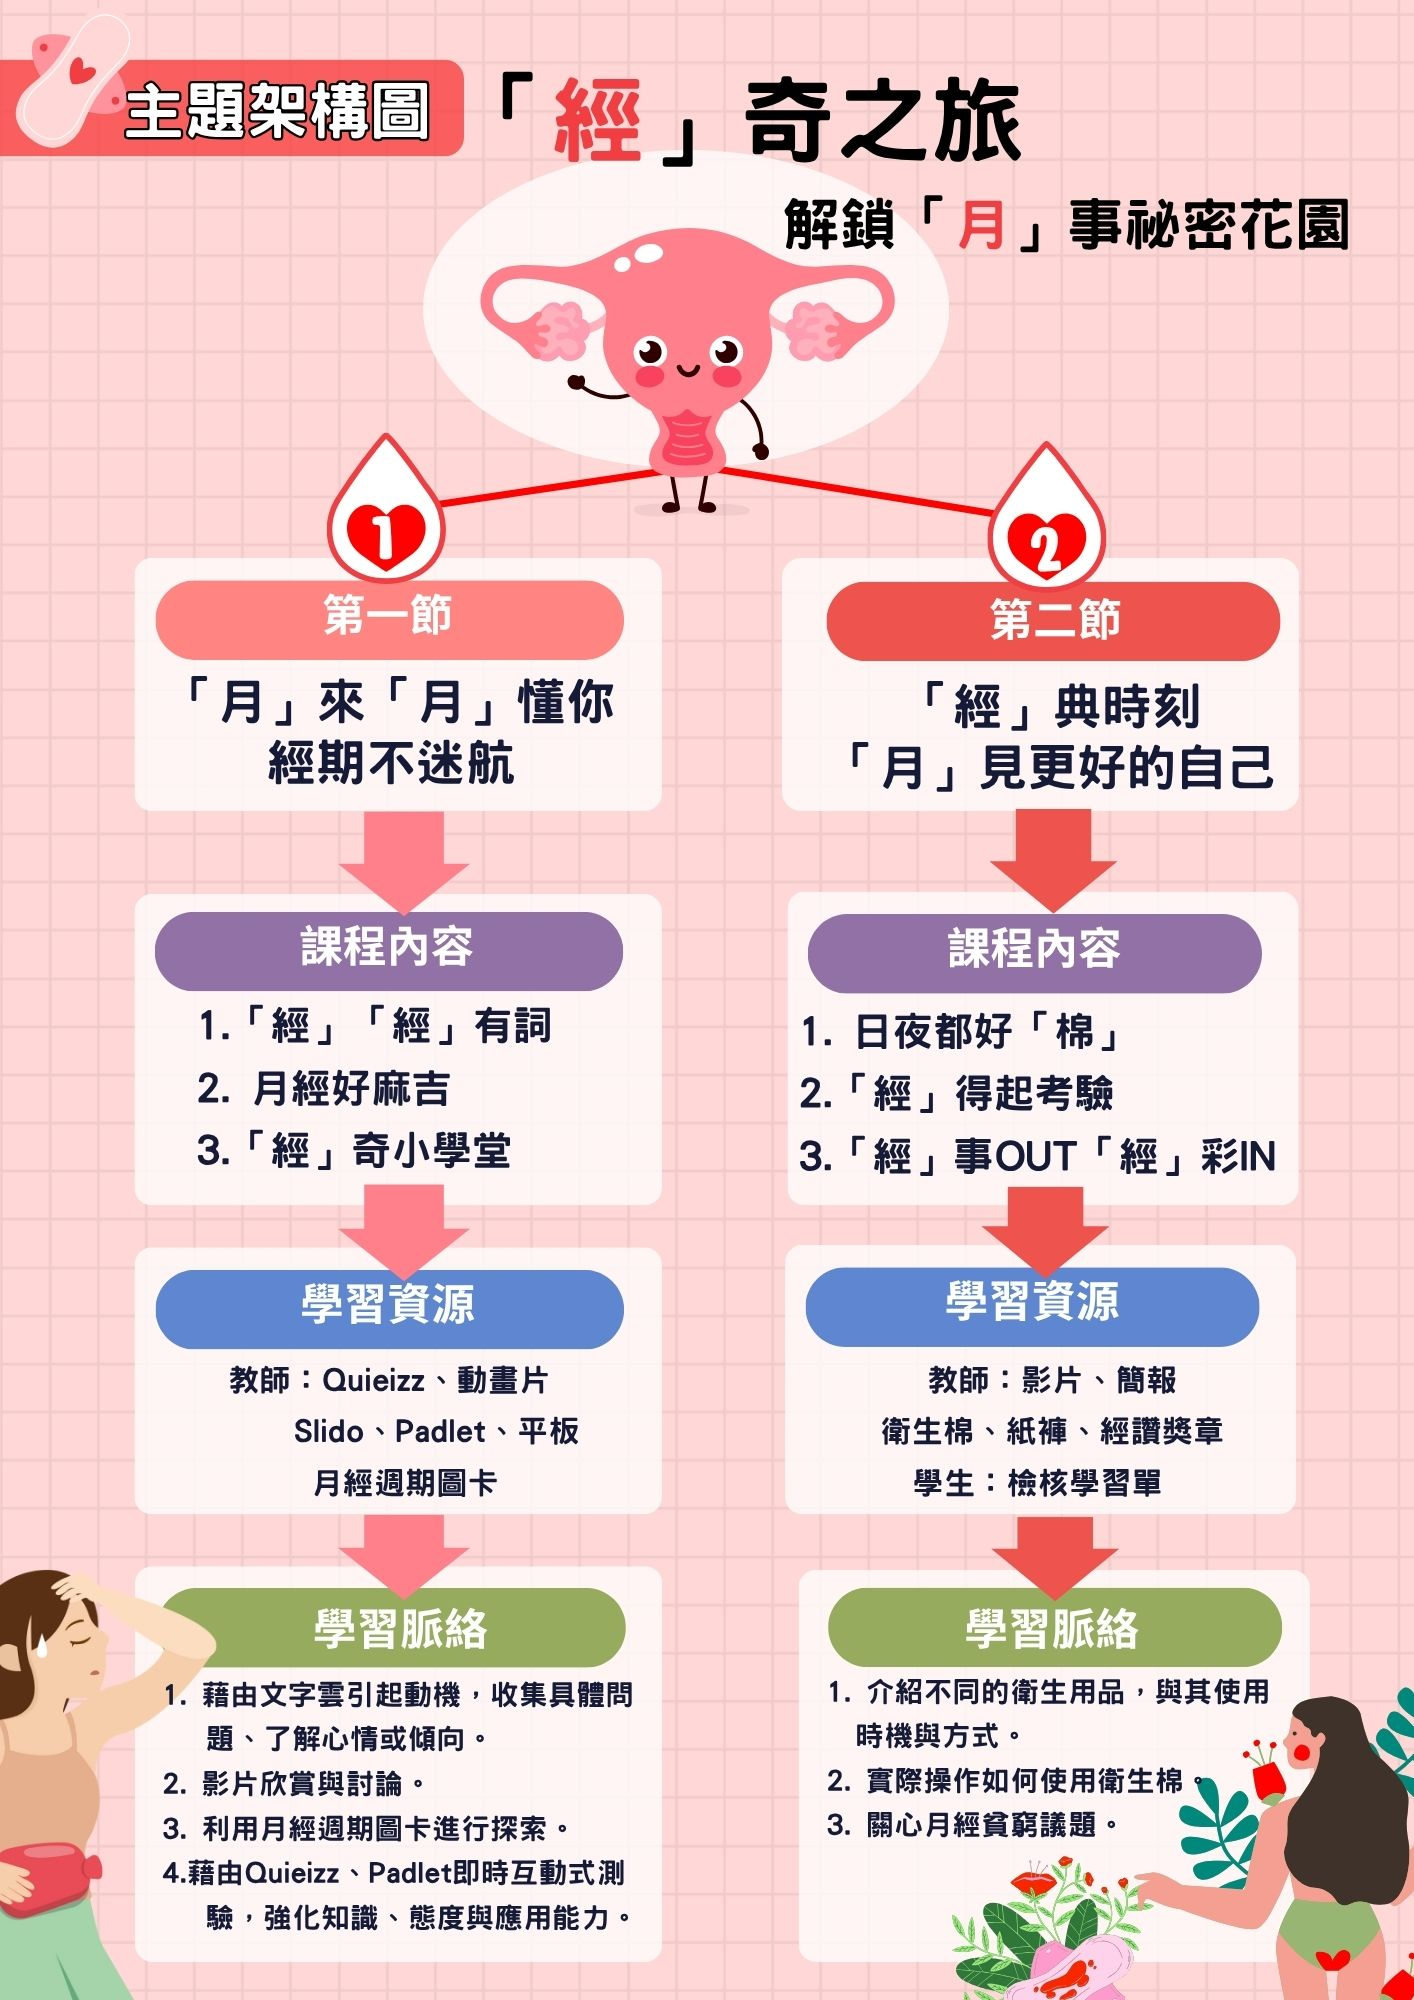 主題架構圖
「經」奇之旅
解鎖「月」事祕密花園
1
第一節
「月」來「月」懂你
經期不迷航
課程內容
1.「經」「經」有詞
2. 月經好麻吉
3.「經」奇小學堂
學習資源
教師：Quieizz、動畫片
Slido、Padlet、平板
月經週期圖卡
學習脈絡
1. 藉由文字雲引起動機，收集具體問
題、了解心情或傾向。
2. 影片欣賞與討論。
3. 利用月經週期圖卡進行探索。
4.藉由Quieizz、Padlet即時互動式測
驗，強化知識、態度與應用能力。
2
第二節
「經」典時刻
「月」見更好的自己
課程內容
1. 日夜都好「棉」
2.「經」得起考驗
3.「經」事OUT「經」彩IN
學習資源
教師：影片、簡報
衛生棉、紙褲、經讚獎章
學生：檢核學習單
學習脈絡
1. 介紹不同的衛生用品，與其使用
時機與方式。
2. 實際操作如何使用衛生棉。
3. 關心月經貧窮議題。